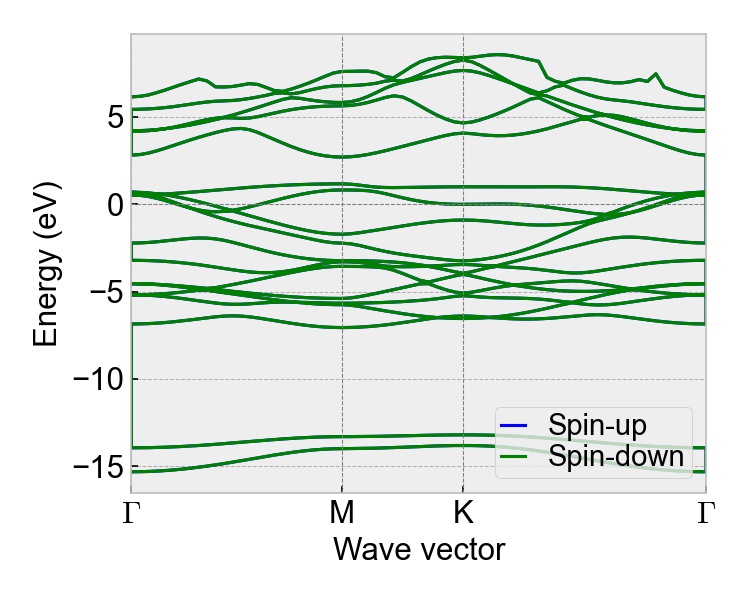 5
0
−5
−10
−15
Energy (eV)
Spin-up
Spin-down
Γ M K Γ
Wave vector